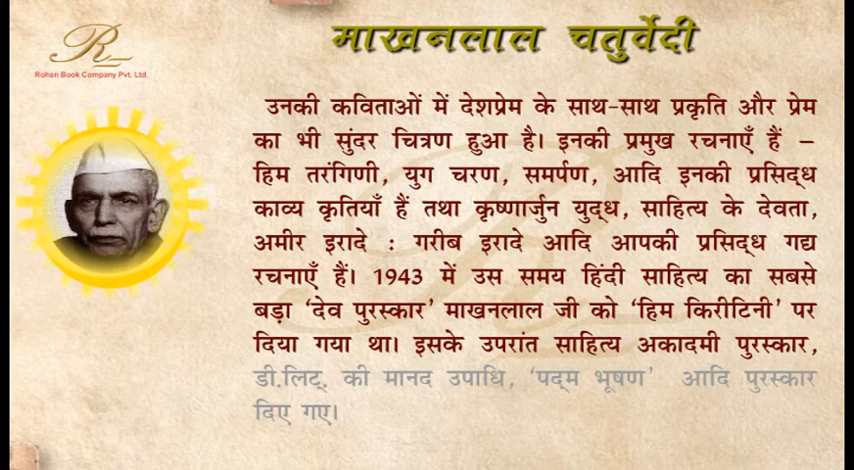 माखनलाल चतुर्वेदी
R
Rohan Book Company Pvt. Ltd.
उनकी कविताओं में देशप्रेम के साथ-साथ प्रकृति और प्रेम
का भी सुंदर चित्रण हुआ है। इनकी प्रमुख रचनाएँ हैं –
हिम तरंगिणी, युग चरण, समर्पण, आदि इनकी प्रसिद्ध
काव्य कृतियाँ हैं तथा कृष्णार्जुन युद्ध, साहित्य के देवता,
अमीर इरादे : गरीब इरादे आदि आपकी प्रसिद्ध गद्य
रचनाएँ हैं। 1943 में उस समय हिंदी साहित्य का सबसे
बड़ा ‘देव पुरस्कार’ माखनलाल जी को ‘हिम किरीटिनी’ पर
दिया गया था। इसके उपरांत साहित्य अकादमी पुरस्कार,
डी.लिट्. की मानद उपाधि, ‘पद्म भूषण’ आदि पुरस्कार
दिए गए।